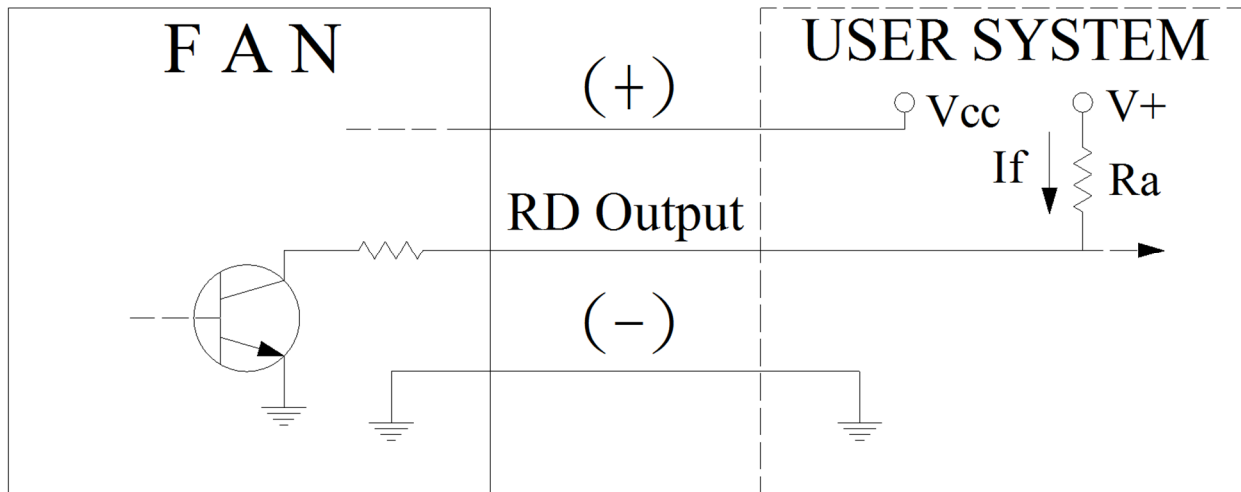 F A N
USER SYSTEM
(+)
Vcc
V+
If
Ra
RD Output
(-)